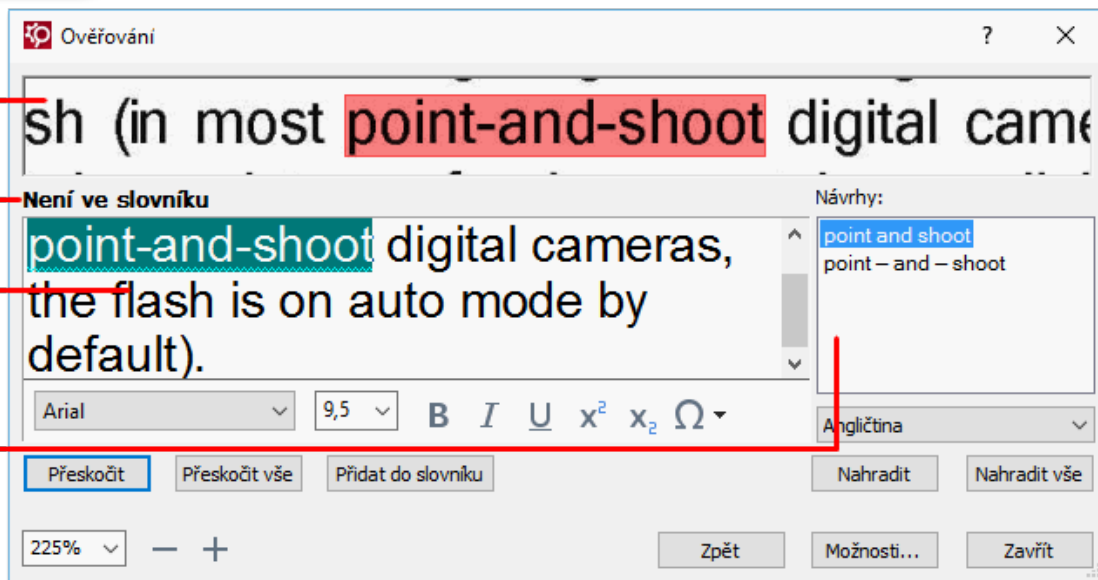 Ověřování
sh (in most point-and-shoot digital came
Není ve slovníku
Návrhy:
point-and-shoot digital cameras,
the flash is on auto mode by
default).
point and shoot
point – and – shoot
Arial
9,5
B I U x² x₂ Ω
Angličtina
Přeskočit
Přeskočit vše
Přidat do slovníku
Nahradit
Nahradit vše
225%
Zpět
Možnosti...
Zavřít